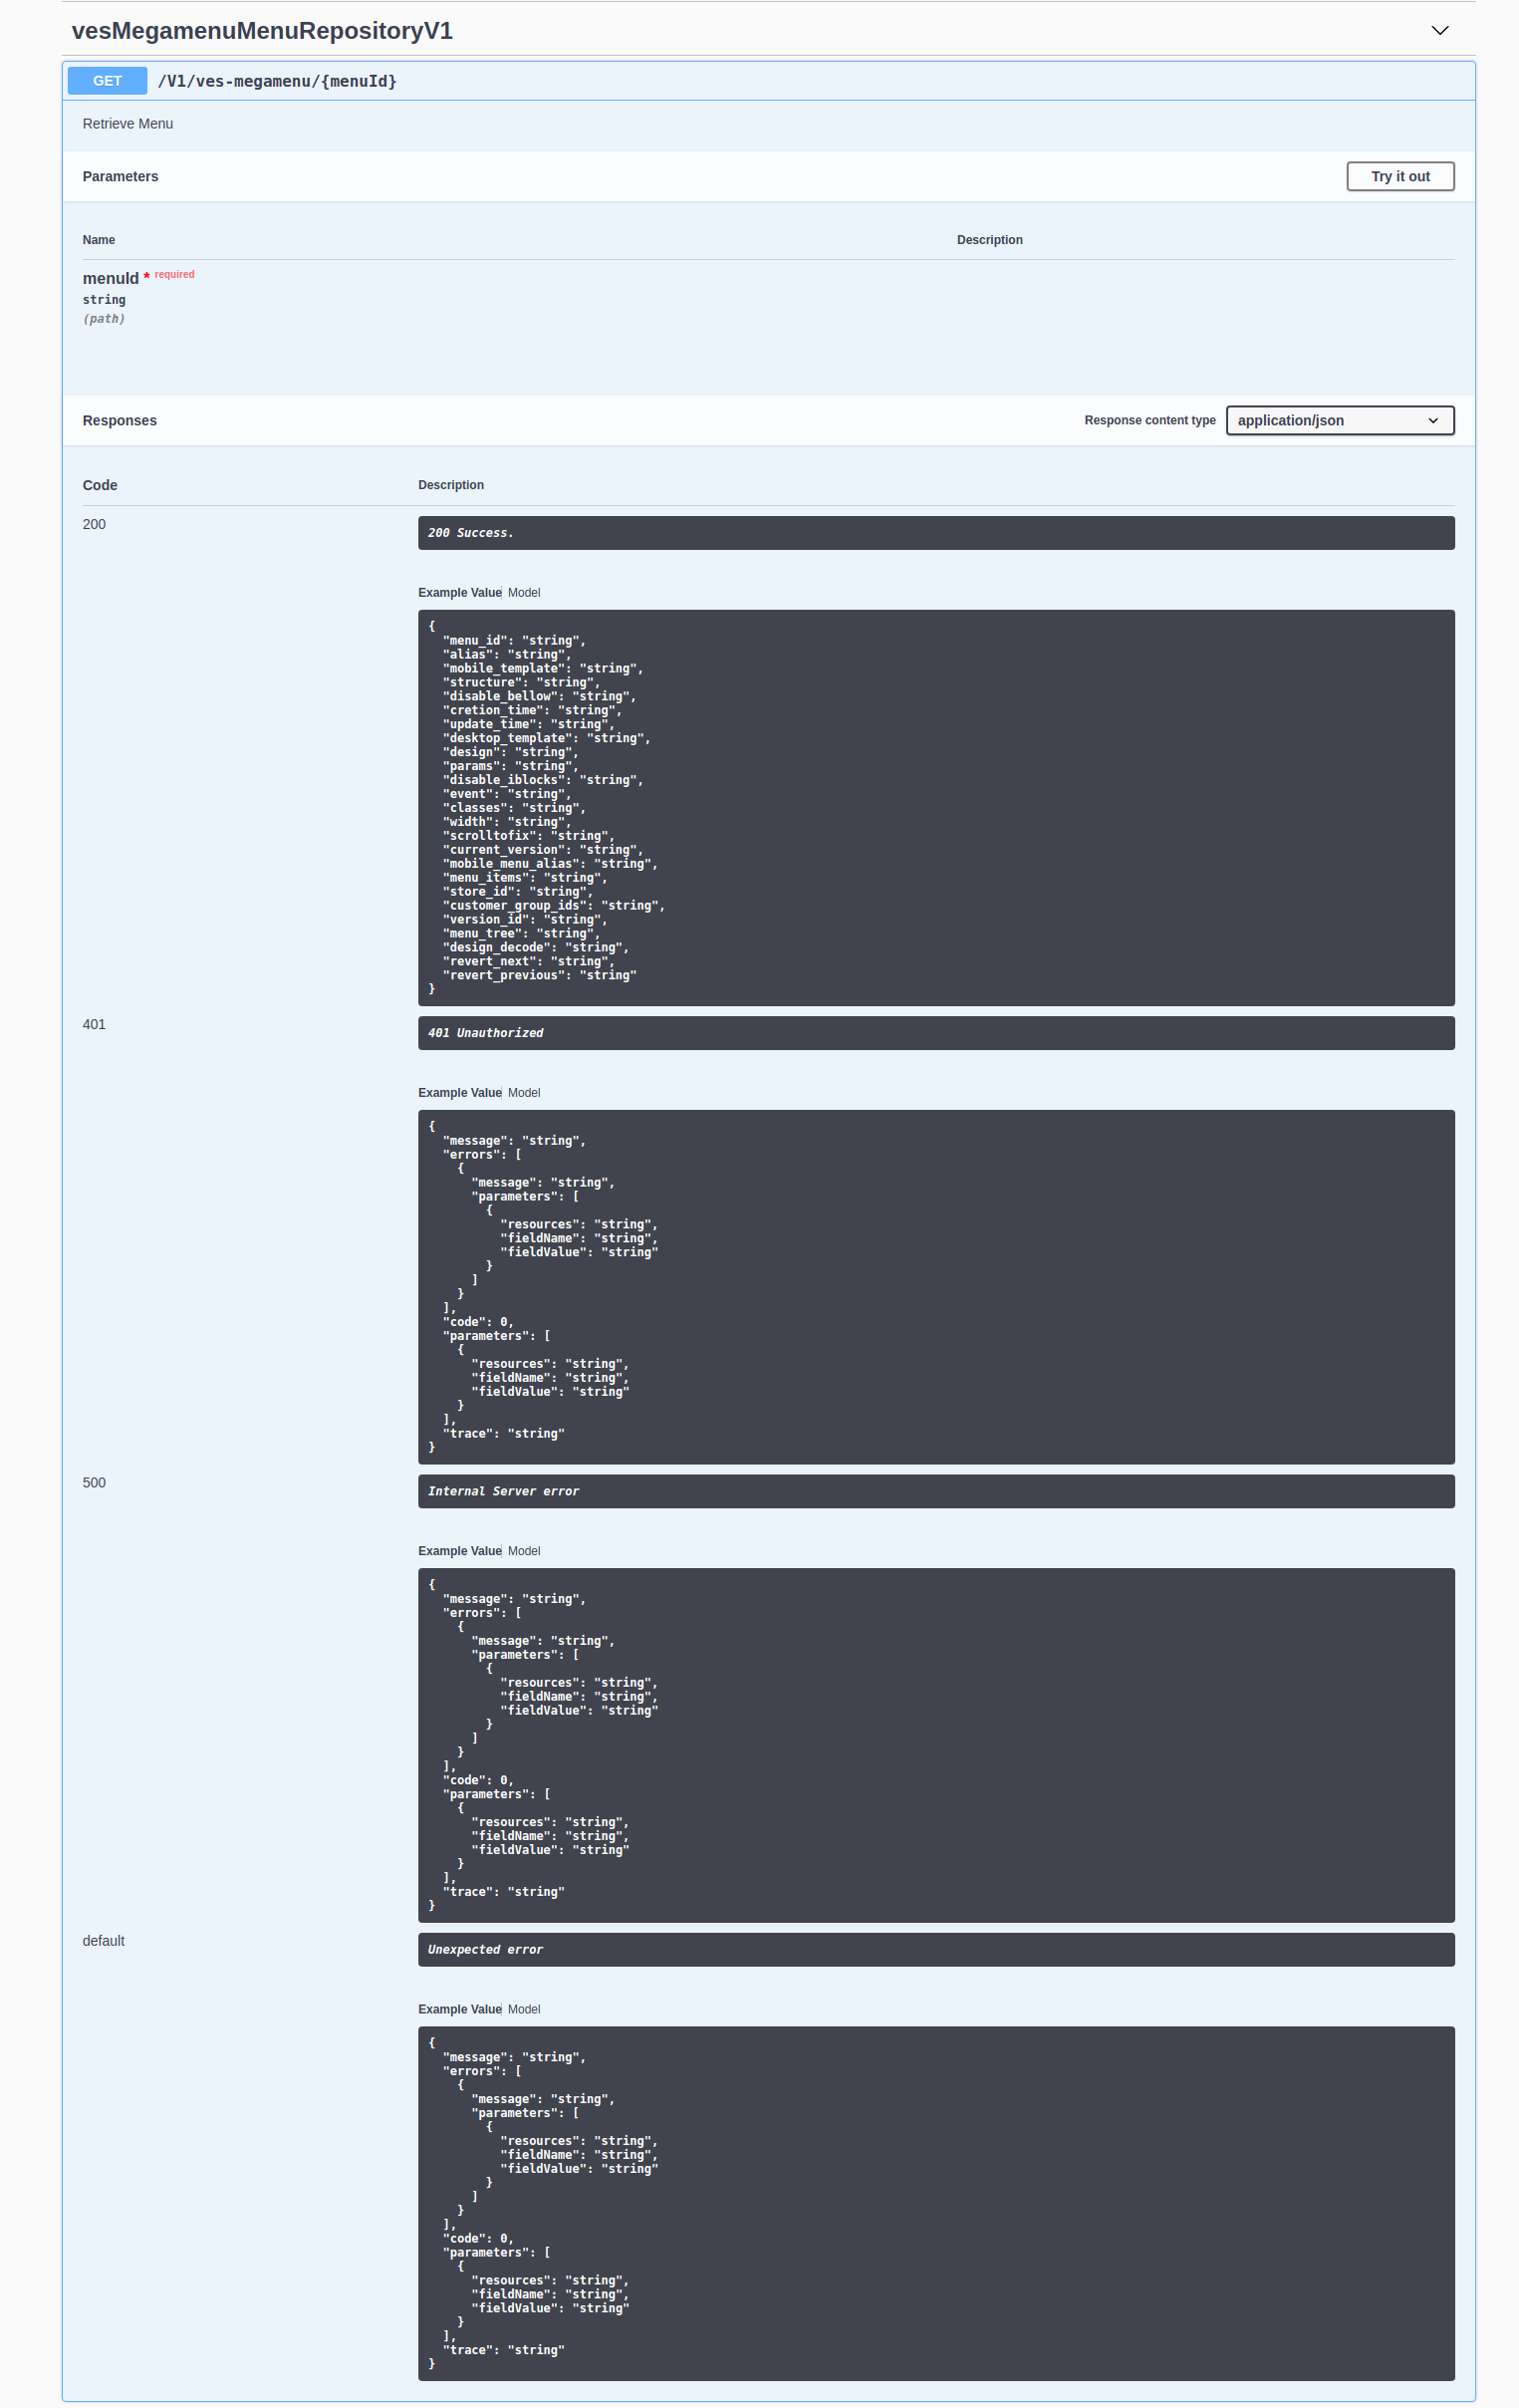 vesMegamenuMenuRepositoryV1
GET /V1/ves-megamenu/{menuId}
Retrieve Menu
Parameters Try it out
Name Description
menuId * required
string
(path)
Responses Response content type application/json
Code Description
200 200 Success.
Example Value Model
{
  "menu_id": "string",
  "alias": "string",
  "mobile_template": "string",
  "structure": "string",
  "disable_bellow": "string",
  "cretion_time": "string",
  "update_time": "string",
  "desktop_template": "string",
  "design": "string",
  "params": "string",
  "disable_iblocks": "string",
  "event": "string",
  "classes": "string",
  "width": "string",
  "scrolltofix": "string",
  "current_version": "string",
  "mobile_menu_alias": "string",
  "menu_items": "string",
  "store_id": "string",
  "customer_group_ids": "string",
  "version_id": "string",
  "menu_tree": "string",
  "design_decode": "string",
  "revert_next": "string",
  "revert_previous": "string"
}
401 401 Unauthorized
Example Value Model
{
  "message": "string",
  "errors": [
    {
      "message": "string",
      "parameters": [
        {
          "resources": "string",
          "fieldName": "string",
          "fieldValue": "string"
        }
      ]
    }
  ],
  "code": 0,
  "parameters": [
    {
      "resources": "string",
      "fieldName": "string",
      "fieldValue": "string"
    }
  ],
  "trace": "string"
}
500 Internal Server error
Example Value Model
{
  "message": "string",
  "errors": [
    {
      "message": "string",
      "parameters": [
        {
          "resources": "string",
          "fieldName": "string",
          "fieldValue": "string"
        }
      ]
    }
  ],
  "code": 0,
  "parameters": [
    {
      "resources": "string",
      "fieldName": "string",
      "fieldValue": "string"
    }
  ],
  "trace": "string"
}
default Unexpected error
Example Value Model
{
  "message": "string",
  "errors": [
    {
      "message": "string",
      "parameters": [
        {
          "resources": "string",
          "fieldName": "string",
          "fieldValue": "string"
        }
      ]
    }
  ],
  "code": 0,
  "parameters": [
    {
      "resources": "string",
      "fieldName": "string",
      "fieldValue": "string"
    }
  ],
  "trace": "string"
}